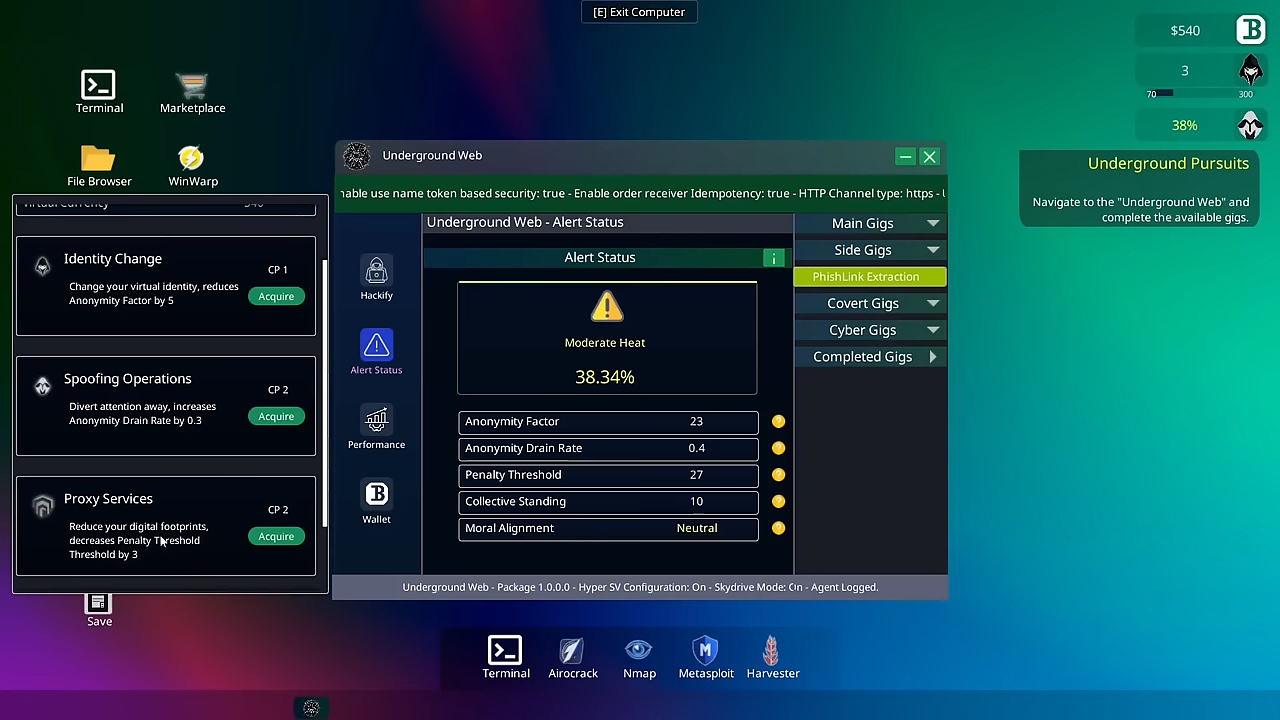 [E] Exit Computer
$540
3
70
300
38%
Underground Pursuits
Navigate to the "Underground Web" and
complete the available gigs.
Terminal
Marketplace
File Browser
WinWarp
Virtual Currency 540
Identity Change
CP 1
Change your virtual identity, reduces
Anonymity Factor by 5
Acquire
Spoofing Operations
CP 2
Divert attention away, increases
Anonymity Drain Rate by 0.3
Acquire
Proxy Services
CP 2
Reduce your digital footprints,
decreases Penalty Threshold
Threshold by 3
Acquire
Save
Underground Web
nable use name token based security: true - Enable order receiver Idempotency: true - HTTP Channel type: https - U
Hackify
Alert Status
Performance
Wallet
Underground Web - Alert Status
Alert Status
i
Moderate Heat
38.34%
Anonymity Factor 23 ?
Anonymity Drain Rate 0.4 ?
Penalty Threshold 27 ?
Collective Standing 10 ?
Moral Alignment Neutral ?
Main Gigs
Side Gigs
PhishLink Extraction
Covert Gigs
Cyber Gigs
Completed Gigs
Underground Web - Package 1.0.0.0 - Hyper SV Configuration: On - Skydrive Mode: On - Agent Logged.
Terminal
Airocrack
Nmap
Metasploit
Harvester